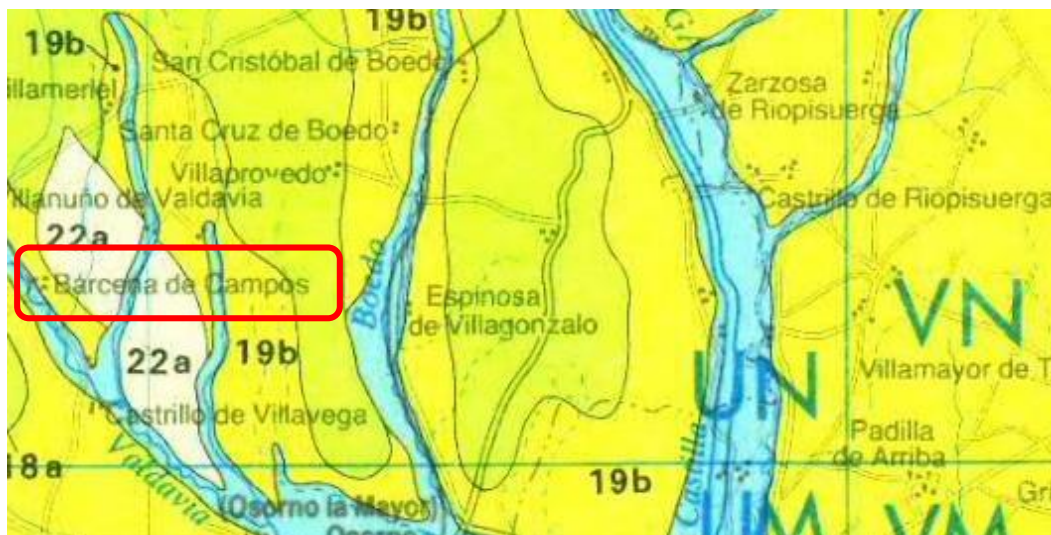 19b
19b
San Cristóbal de Boedo
Villameriel
Zarzosa
de Riopisuerga
Santa Cruz de Boedo
Villaprovedo
Villanuño de Valdavia
Castrillo de Riopisuerga
22a
Bárcena de Campos
Boedo
Espinosa
de Villagonzalo
VN
22a
19b
UN
Villamayor de T
Castrillo de Villavega
Padilla
de Arriba
18a
Valdavia
19b
Castilla
(Osorno la Mayor)
Osorno
UM
VM